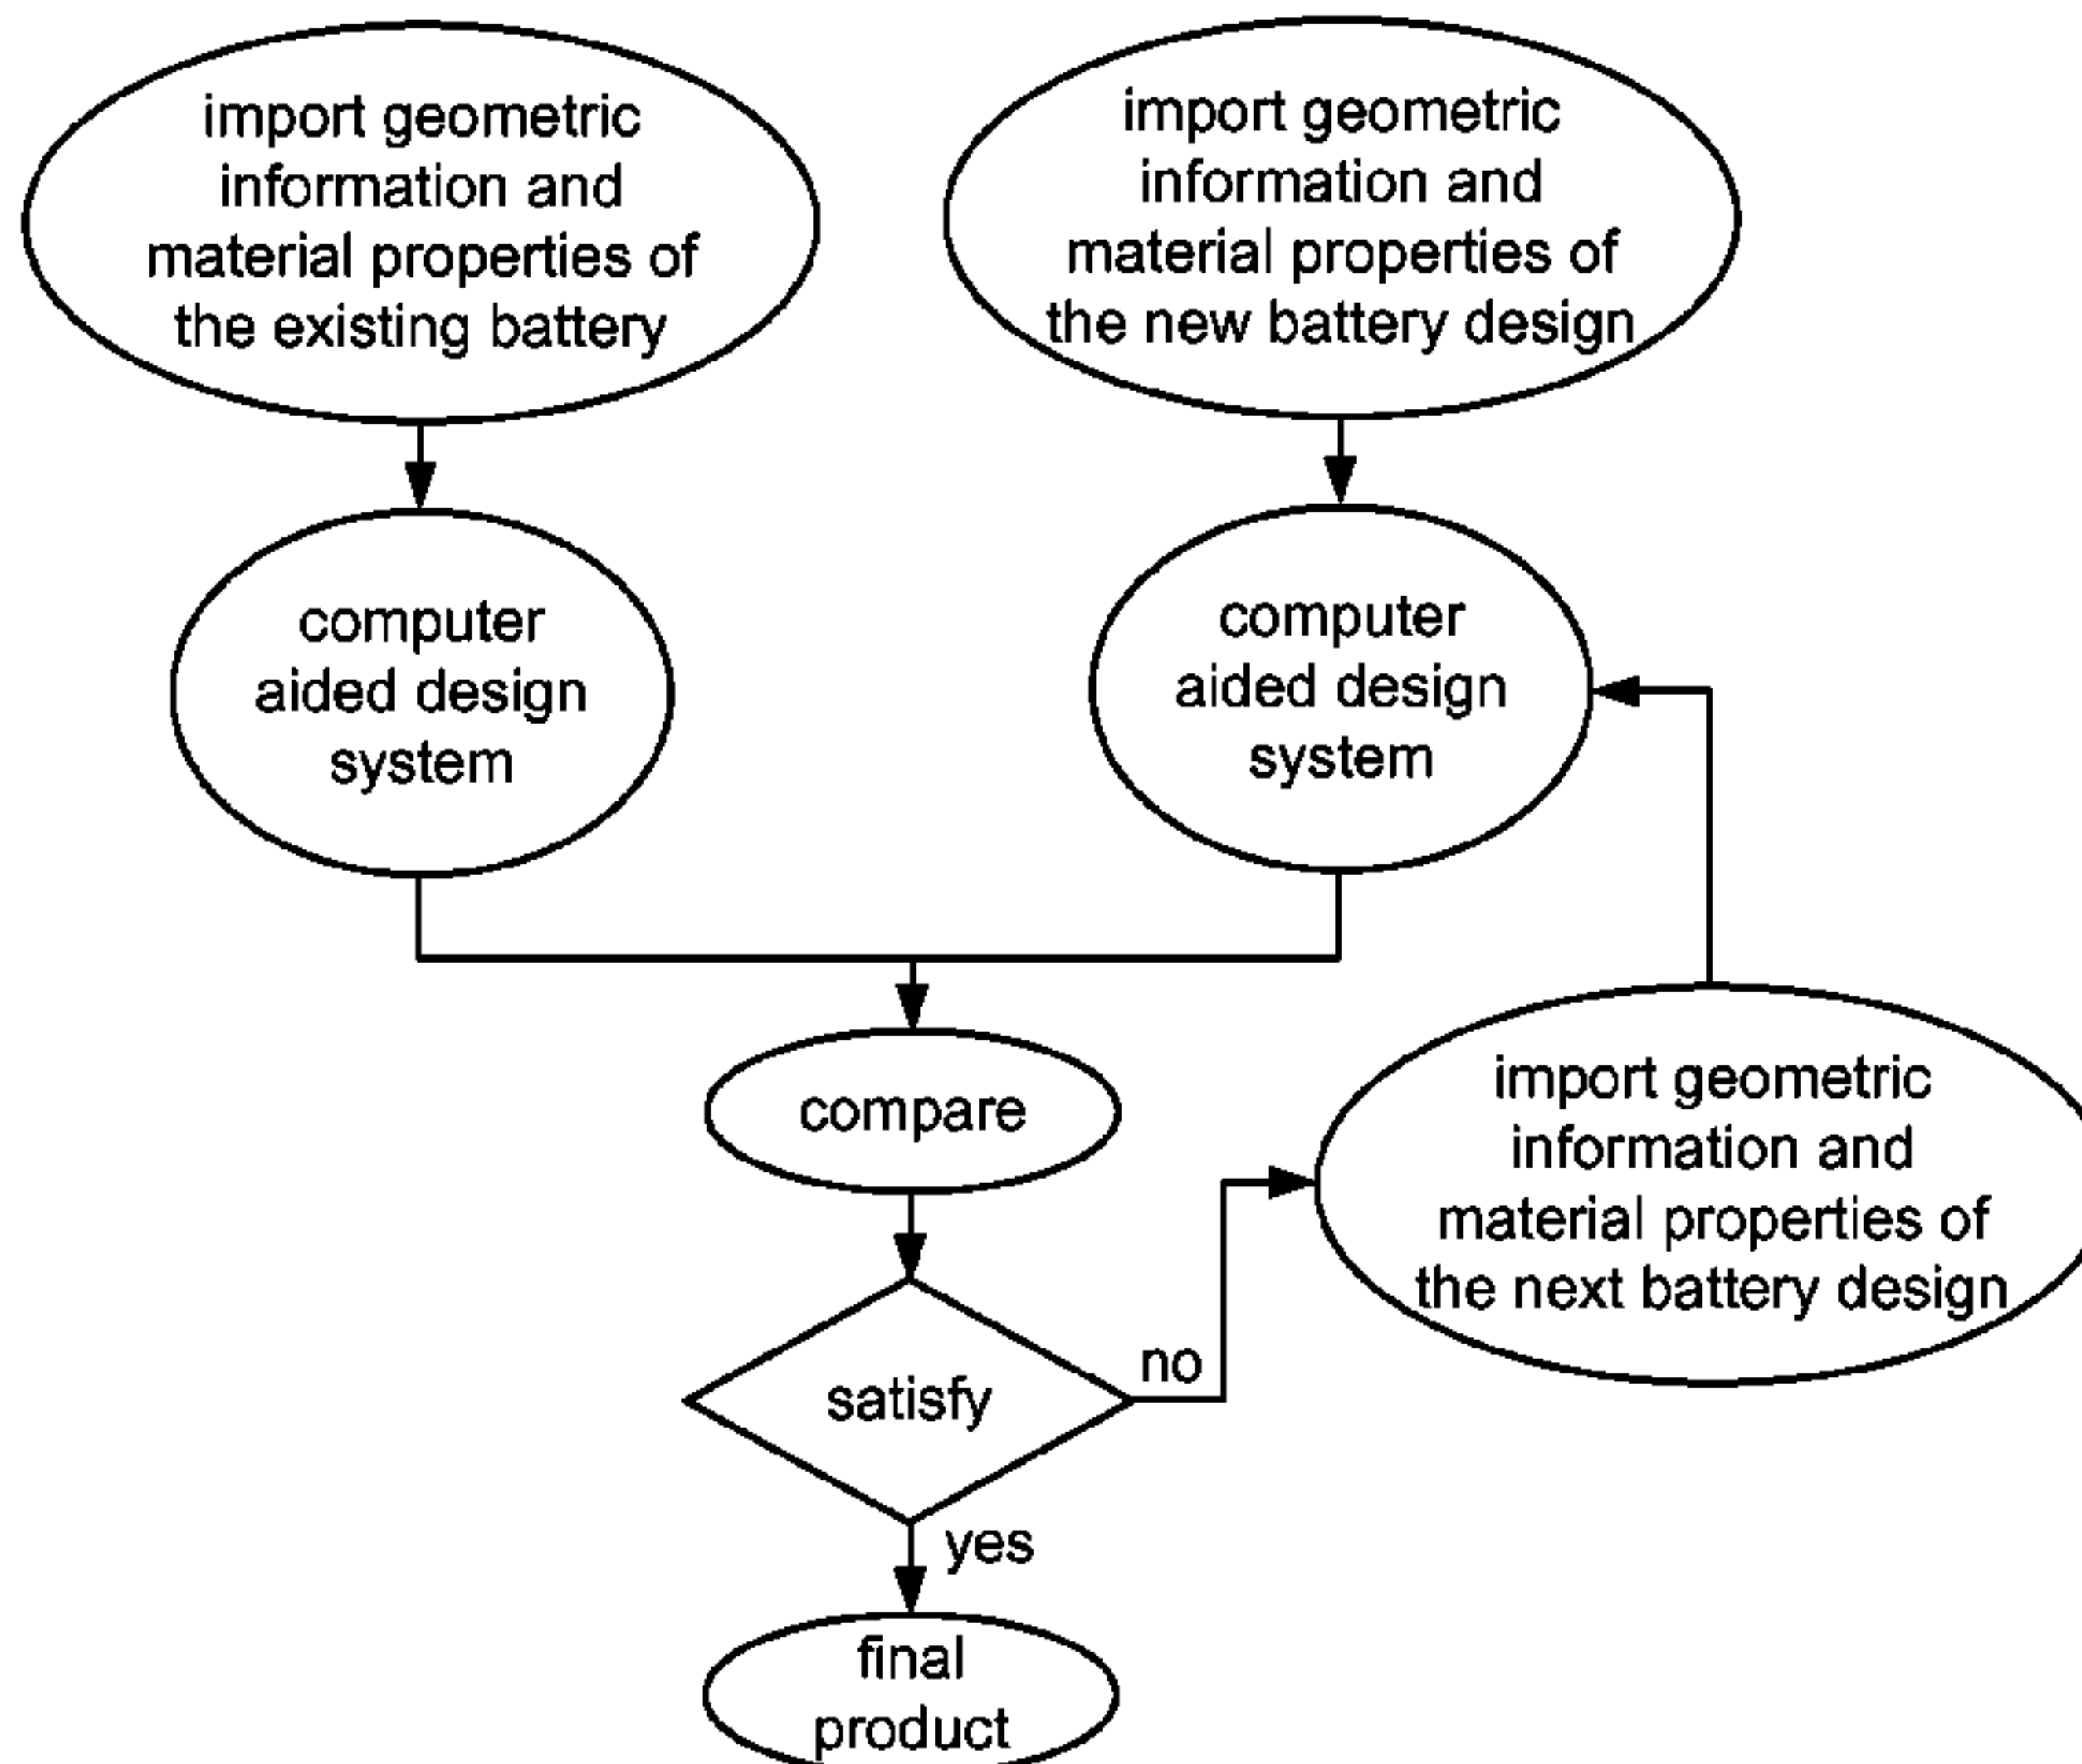 import geometric
information and
material properties of
the existing battery
import geometric
information and
material properties of
the new battery design
computer
aided design
system
computer
aided design
system
compare
import geometric
information and
material properties of
the next battery design
satisfy
no
yes
final
product